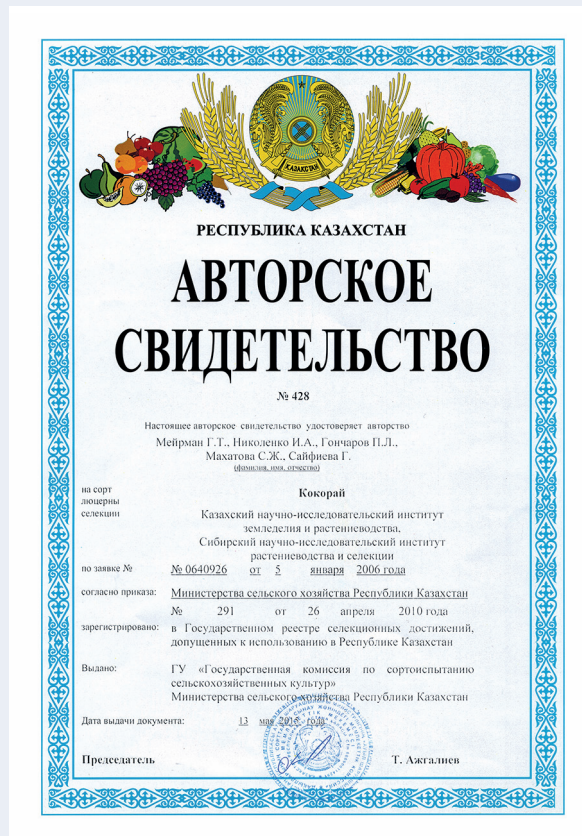 ҚАЗАҚСТАН
РЕСПУБЛИКА КАЗАХСТАН
АВТОРСКОЕ
СВИДЕТЕЛЬСТВО
№ 428
Настоящее авторское свидетельство удостоверяет авторство
Мейрман Г.Т., Николенко И.А., Гончаров П.Л.,
Махатова С.Ж., Сайфиева Г.
(фамилия, имя, отчество)
на сорт
люцерны
селекции
Кокорай
Казахский научно-исследовательский институт
земледелия и растениеводства,
Сибирский научно-исследовательский институт
растениеводства и селекции
по заявке № № 0640926 от 5 января 2006 года
согласно приказа: Министерства сельского хозяйства Республики Казахстан
№ 291 от 26 апреля 2010 года
зарегистрировано: в Государственном реестре селекционных достижений,
допущенных к использованию в Республике Казахстан
Выдано: ГУ «Государственная комиссия по сортоиспытанию
сельскохозяйственных культур»
Министерства сельского хозяйства Республики Казахстан
Дата выдачи документа: 13 мая 2016 года
Председатель Т. Ажгалиев